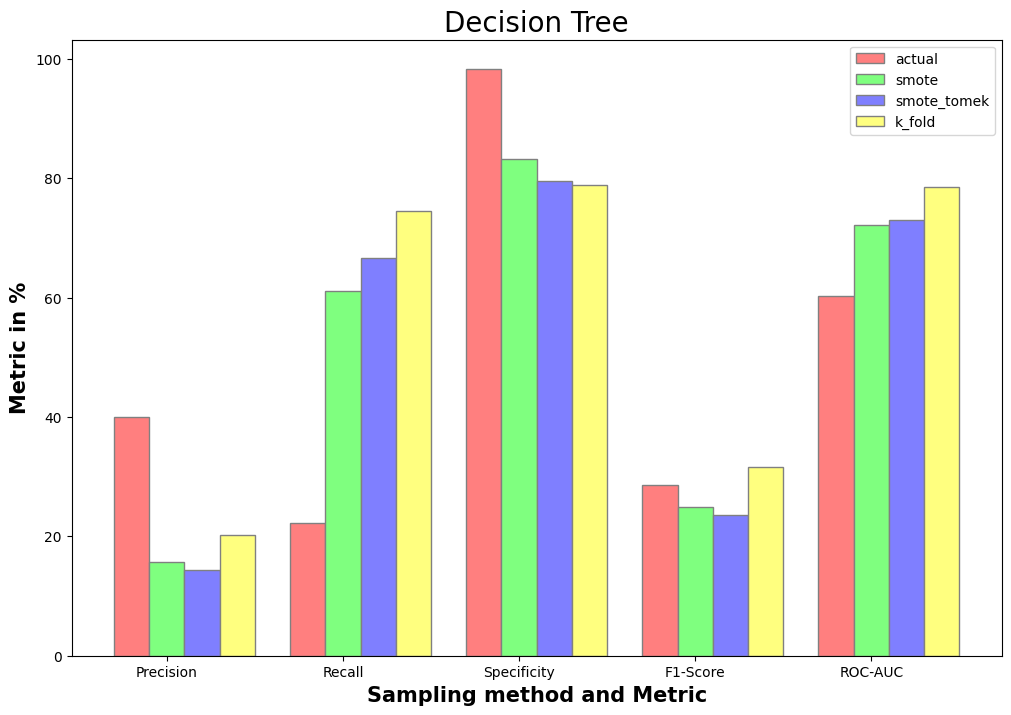 Decision Tree
actual
smote
smote_tomek
k_fold
Metric in %
100
80
60
40
20
0
Precision
Recall
Specificity
F1-Score
ROC-AUC
Sampling method and Metric